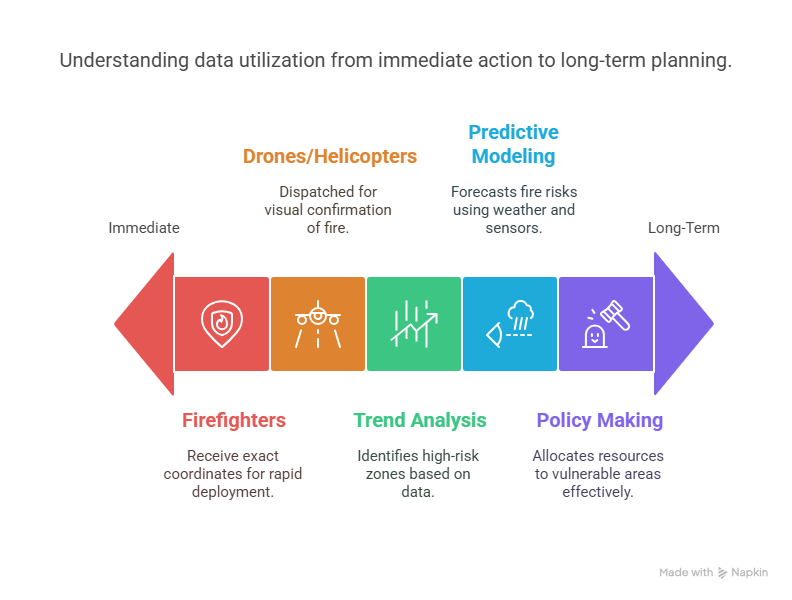 Understanding data utilization from immediate action to long-term planning.
Predictive
Modeling
Drones/Helicopters
Dispatched for
visual confirmation
of fire.
Forecasts fire risks
using weather and
sensors.
Immediate
Long-Term
Firefighters
Trend Analysis
Policy Making
Receive exact
coordinates for rapid
deployment.
Identifies high-risk
zones based on
data.
Allocates resources
to vulnerable areas
effectively.
Made with Napkin